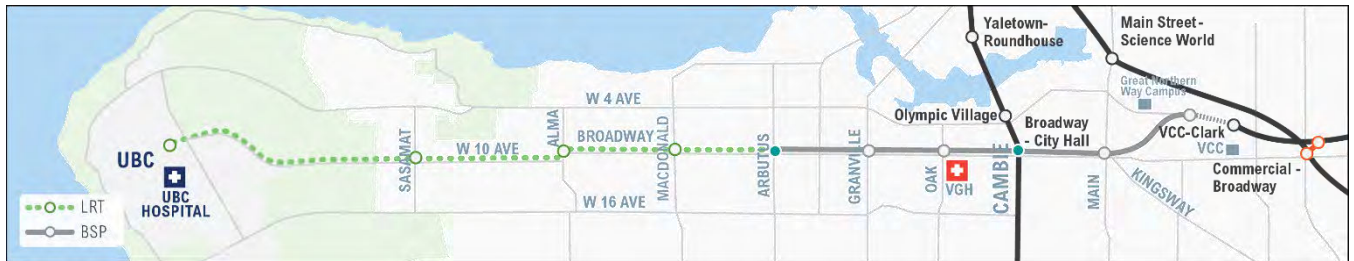 Yaletown-
Roundhouse
Main Street -
Science World
Great Northern
Way Campus
W 4 AVE
Olympic Village
Broadway
- City Hall
VCC-Clark
VCC
Commercial -
Broadway
UBC
UBC
HOSPITAL
SASAMAT
W 10 AVE
ALMA
BROADWAY
MACDONALD
ARBUTUS
GRANVILLE
OAK
VGH
CAMBIE
MAIN
KINGSWAY
W 16 AVE
LRT
BSP